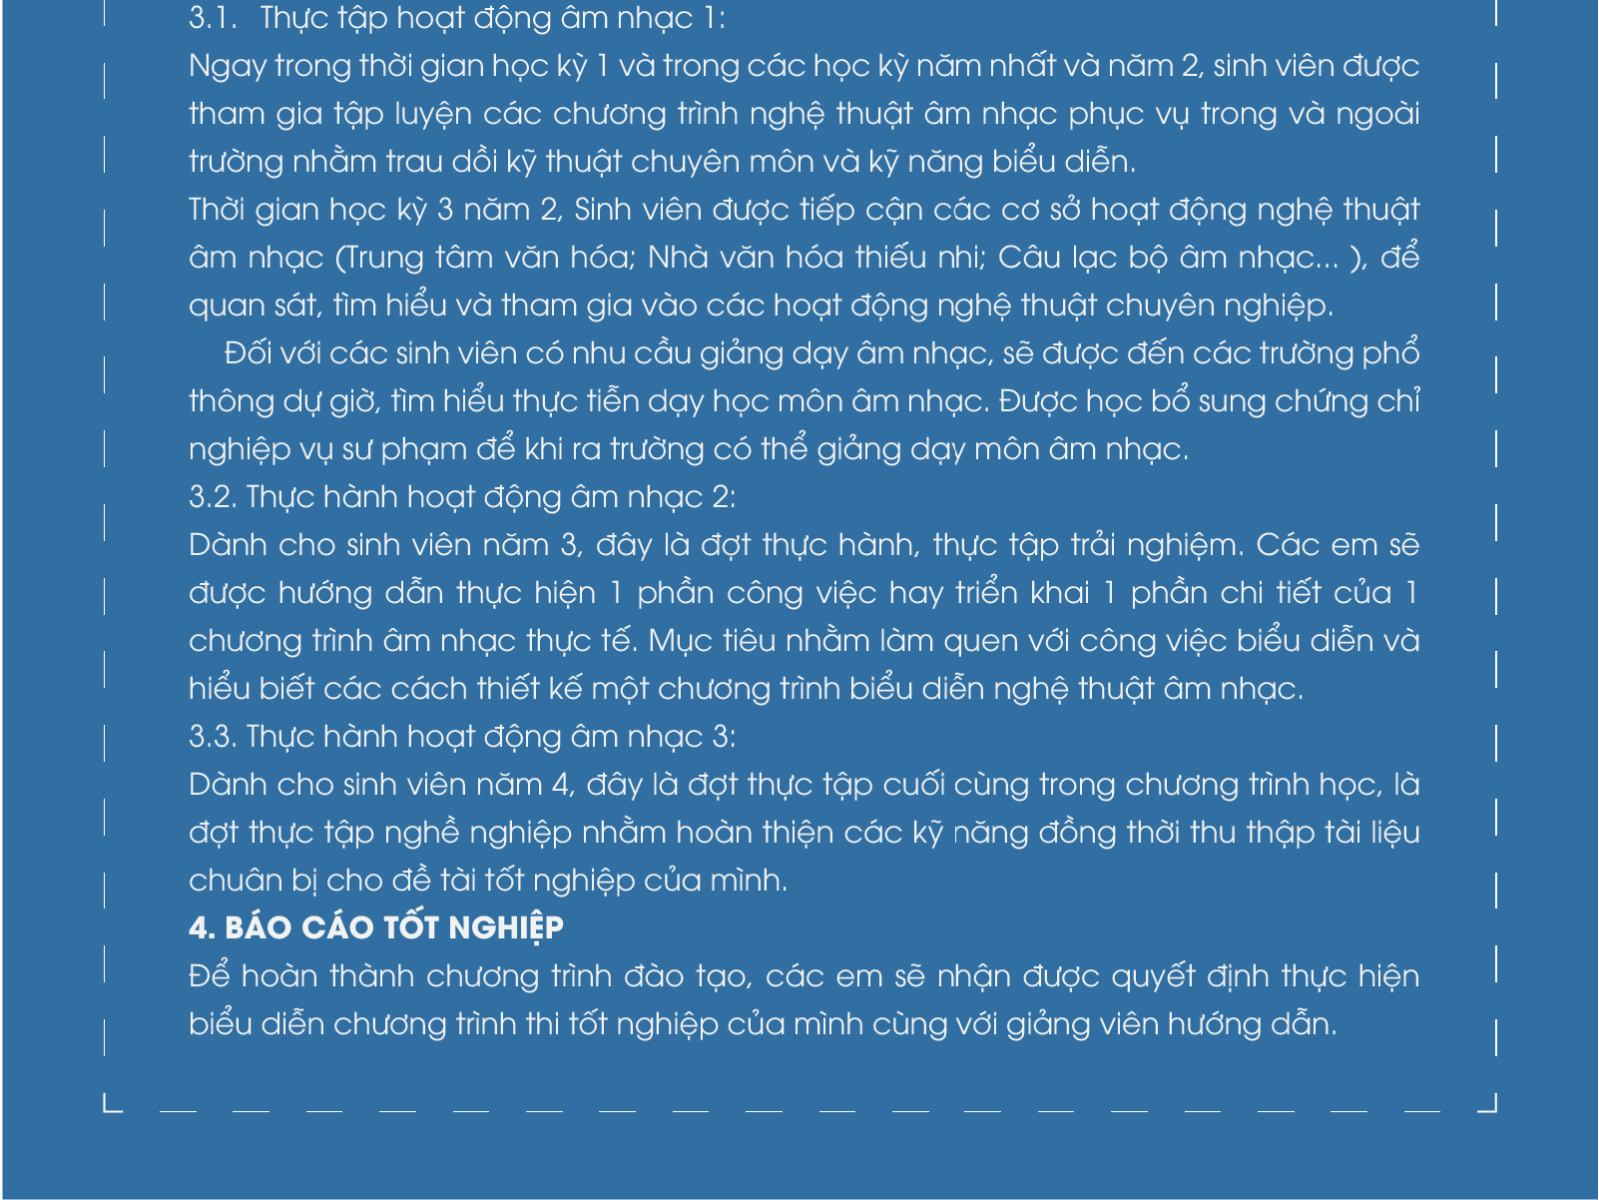 3.1. Thực tập hoạt động âm nhạc 1:
Ngay trong thời gian học kỳ 1 và trong các học kỳ năm nhất và năm 2, sinh viên được
tham gia tập luyện các chương trình nghệ thuật âm nhạc phục vụ trong và ngoài
trường nhằm trau dồi kỹ thuật chuyên môn và kỹ năng biểu diễn.
Thời gian học kỳ 3 năm 2, Sinh viên được tiếp cận các cơ sở hoạt động nghệ thuật
âm nhạc (Trung tâm văn hóa; Nhà văn hóa thiếu nhi; Câu lạc bộ âm nhạc... ), để
quan sát, tìm hiểu và tham gia vào các hoạt động nghệ thuật chuyên nghiệp.
Đối với các sinh viên có nhu cầu giảng dạy âm nhạc, sẽ được đến các trường phổ
thông dự giờ, tìm hiểu thực tiễn dạy học môn âm nhạc. Được học bổ sung chứng chỉ
nghiệp vụ sư phạm để khi ra trường có thể giảng dạy môn âm nhạc.
3.2. Thực hành hoạt động âm nhạc 2:
Dành cho sinh viên năm 3, đây là đợt thực hành, thực tập trải nghiệm. Các em sẽ
được hướng dẫn thực hiện 1 phần công việc hay triển khai 1 phần chi tiết của 1
chương trình âm nhạc thực tế. Mục tiêu nhằm làm quen với công việc biểu diễn và
hiểu biết các cách thiết kế một chương trình biểu diễn nghệ thuật âm nhạc.
3.3. Thực hành hoạt động âm nhạc 3:
Dành cho sinh viên năm 4, đây là đợt thực tập cuối cùng trong chương trình học, là
đợt thực tập nghề nghiệp nhằm hoàn thiện các kỹ năng đồng thời thu thập tài liệu
chuân bị cho đề tài tốt nghiệp của mình.
4. BÁO CÁO TỐT NGHIỆP
Để hoàn thành chương trình đào tạo, các em sẽ nhận được quyết định thực hiện
biểu diễn chương trình thi tốt nghiệp của mình cùng với giảng viên hướng dẫn.